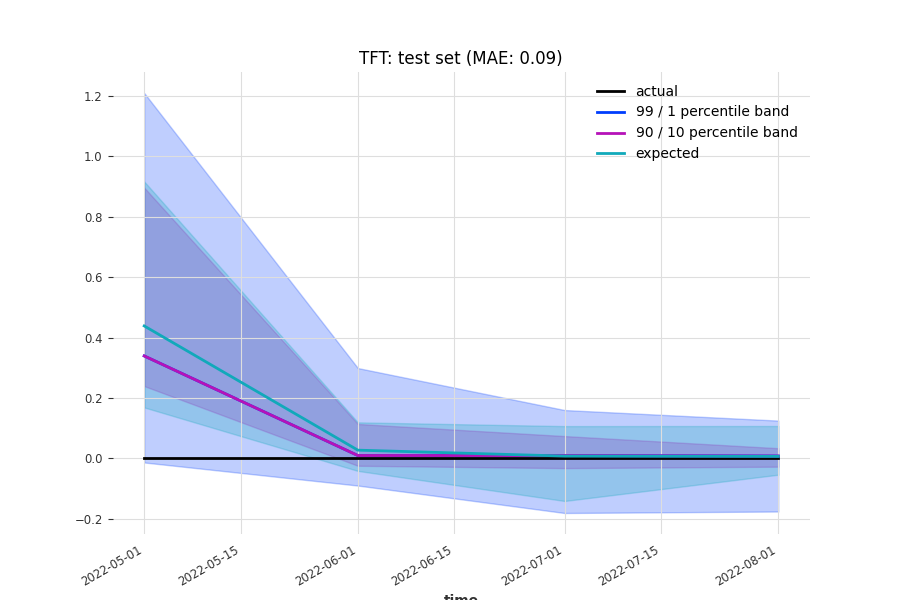 TFT: test set (MAE: 0.09)
actual
99 / 1 percentile band
90 / 10 percentile band
expected
1.2
1.0
0.8
0.6
0.4
0.2
0.0
−0.2
2022-05-01
2022-05-15
2022-06-01
2022-06-15
2022-07-01
2022-07-15
2022-08-01
time